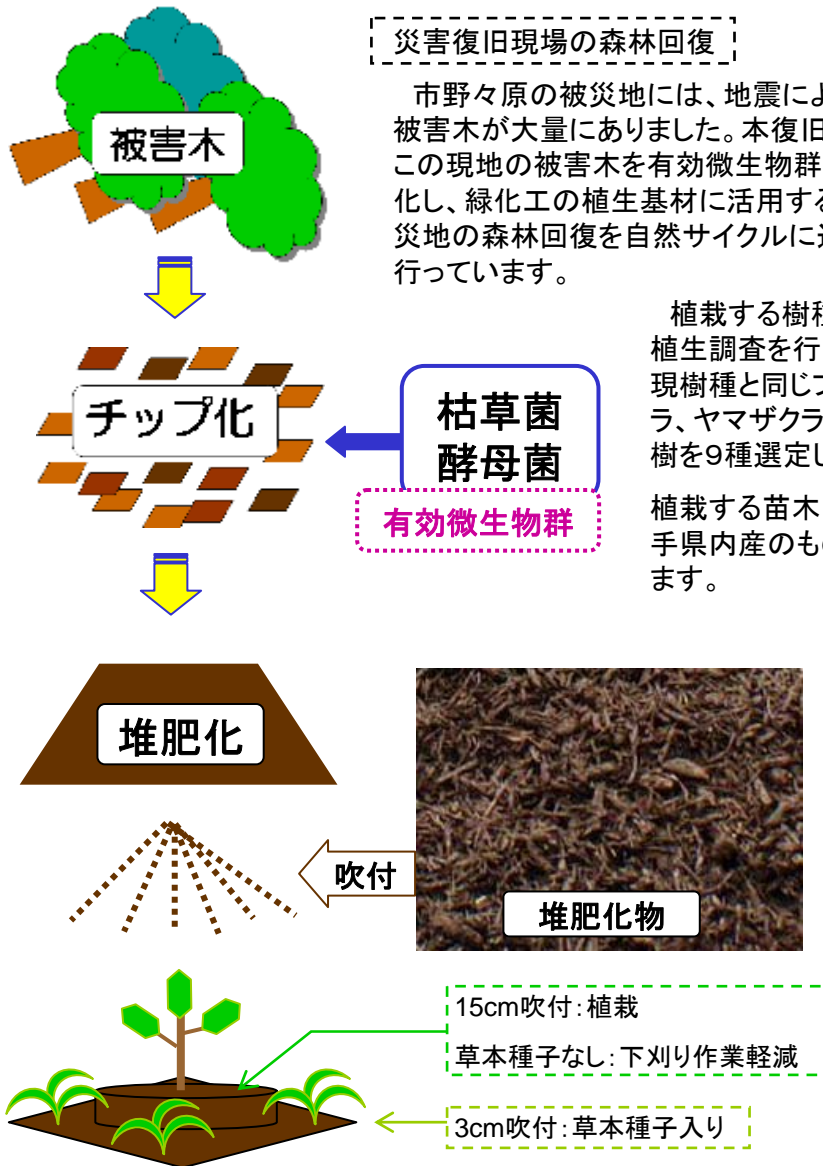 災害復旧現場の森林回復
被害木
市野々原の被災地には、地震によ
被害木が大量にありました。本復旧
この現地の被害木を有効微生物群
化し、緑化工の植生基材に活用する
災地の森林回復を自然サイクルに
行っています。
植栽する樹種
植生調査を行
現樹種と同じブ
ラ、ヤマザクラ
樹を9種選定し
植栽する苗木
手県内産のもの
ます。
チップ化
枯草菌
酵母菌
有効微生物群
堆肥化
吹付
堆肥化物
15cm吹付：植栽
草本種子なし：下刈り作業軽減
3cm吹付：草本種子入り